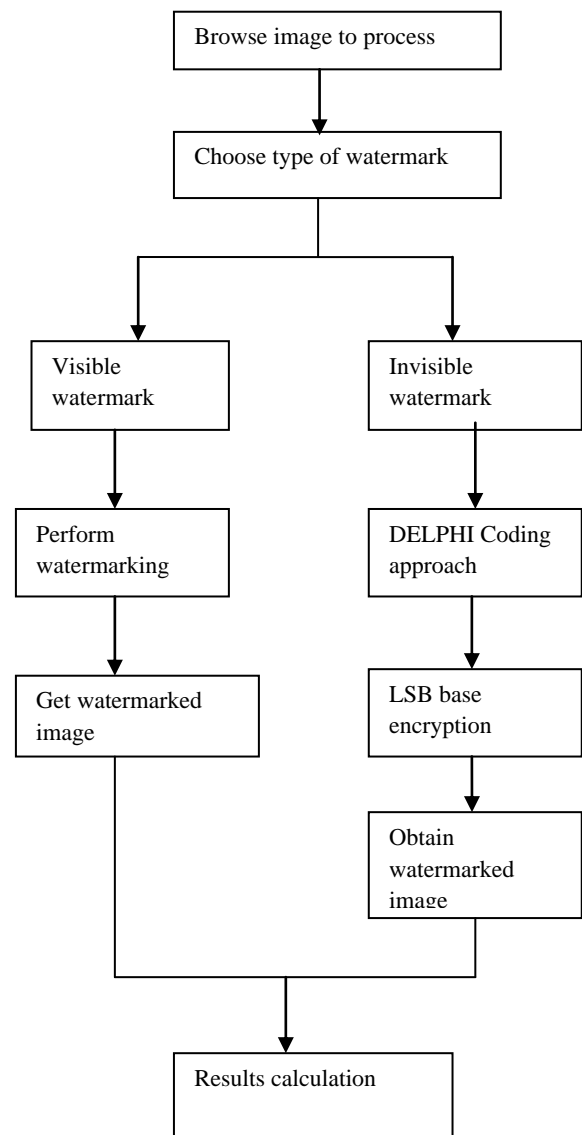 Browse image to process
Choose type of watermark
Visible
watermark
Invisible
watermark
Perform
watermarking
DELPHI Coding
approach
Get watermarked
image
LSB base
encryption
Obtain
watermarked
image
Results calculation